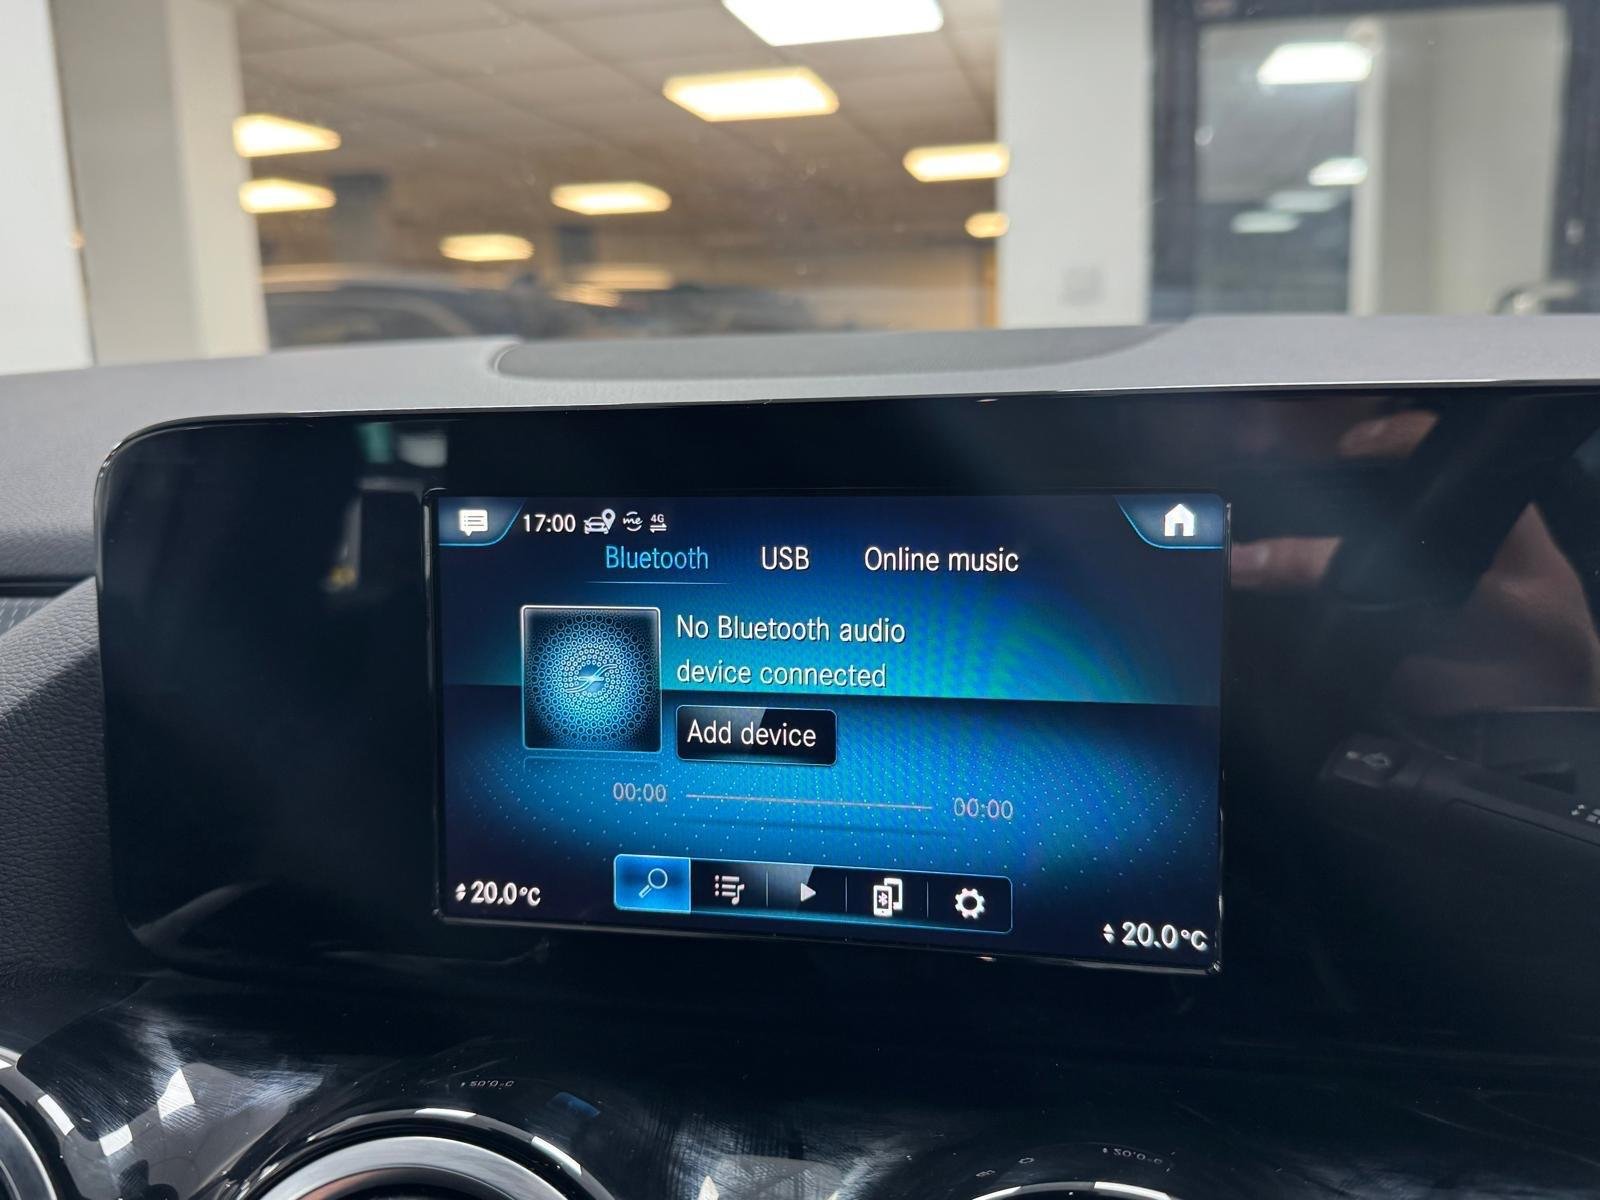 17:00 me 4G
Bluetooth USB Online music
No Bluetooth audio
device connected
Add device
00:00 00:00
20.0°C 20.0°C